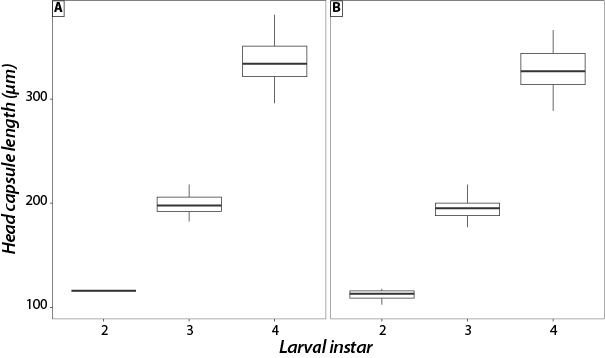 A B
Head capsule length (µm)
300
200
100
2 3 4 2 3 4
Larval instar